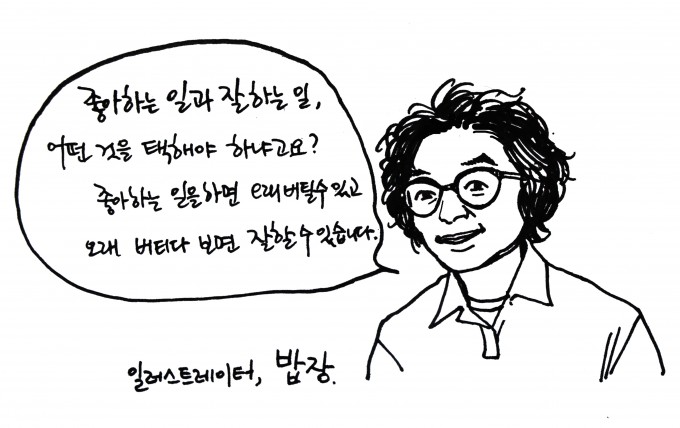 좋아하는 일과 잘하는 일,
어떤 것을 택해야 하냐고요?
좋아하는 일을하면 오래버틸수있고
오래 버티다 보면 잘할수있습니다.
일러스트레이터, 밥장.